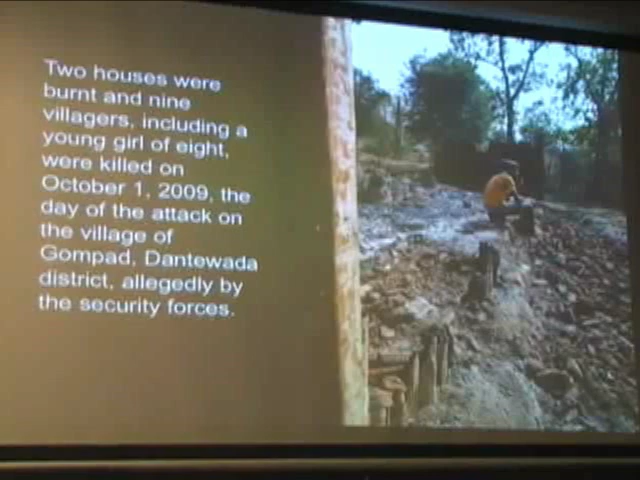 Two houses were
burnt and nine
villagers, including a
young girl of eight,
were killed on
October 1, 2009, the
day of the attack on
the village of
Gompad, Dantewada
district, allegedly by
the security forces.